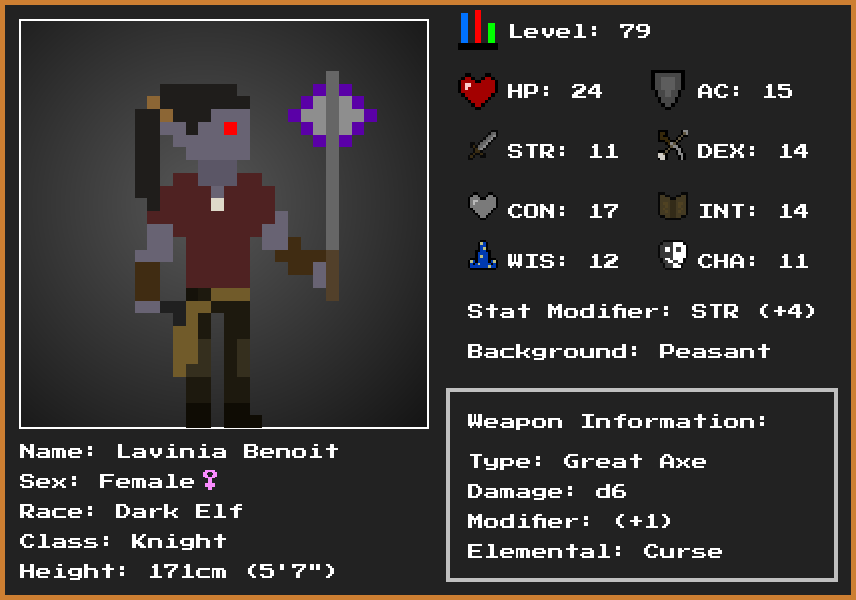 Level: 79
HP: 24
AC: 15
STR: 11
DEX: 14
CON: 17
INT: 14
WIS: 12
CHA: 11
Stat Modifier: STR (+4)
Background: Peasant
Weapon Information:
Type: Great Axe
Damage: d6
Modifier: (+1)
Elemental: Curse
Name: Lavinia Benoit
Sex: Female♀
Race: Dark Elf
Class: Knight
Height: 171cm (5'7")